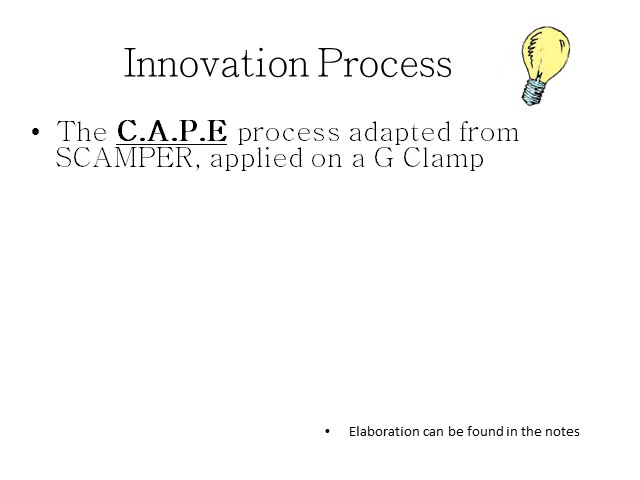 Innovation Process
• The C.A.P.E process adapted from
SCAMPER, applied on a G Clamp
• Elaboration can be found in the notes